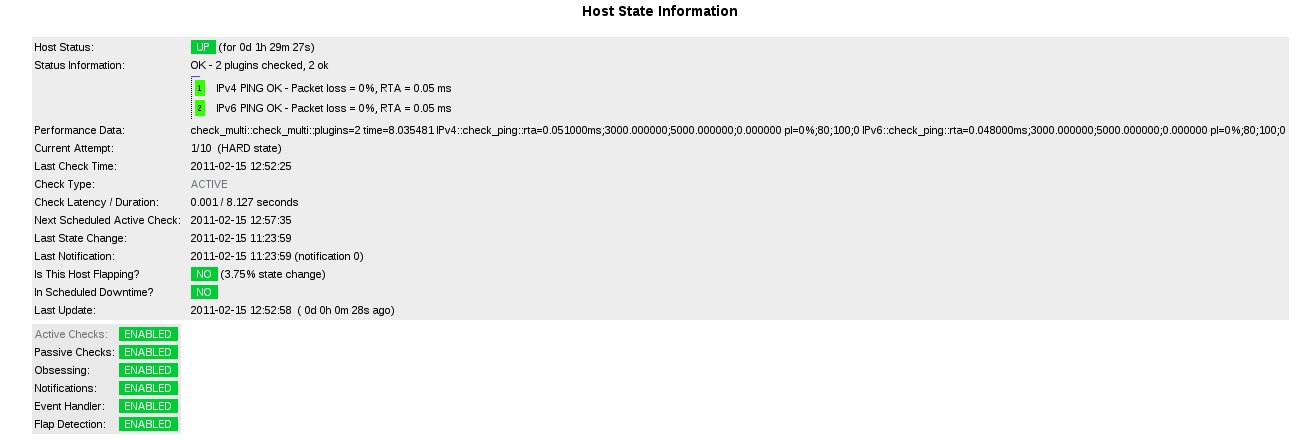 Host State Information
Host Status: UP (for 0d 1h 29m 27s)
Status Information: OK - 2 plugins checked, 2 ok
1 IPv4 PING OK - Packet loss = 0%, RTA = 0.05 ms
2 IPv6 PING OK - Packet loss = 0%, RTA = 0.05 ms
Performance Data: check_multi::check_multi::plugins=2 time=8.035481 IPv4::check_ping::rta=0.051000ms;3000.000000;5000.000000;0.000000 pl=0%;80;100;0 IPv6::check_ping::rta=0.048000ms;3000.000000;5000.000000;0.000000 pl=0%;80;100;0
Current Attempt: 1/10 (HARD state)
Last Check Time: 2011-02-15 12:52:25
Check Type: ACTIVE
Check Latency / Duration: 0.001 / 8.127 seconds
Next Scheduled Active Check: 2011-02-15 12:57:35
Last State Change: 2011-02-15 11:23:59
Last Notification: 2011-02-15 11:23:59 (notification 0)
Is This Host Flapping? NO (3.75% state change)
In Scheduled Downtime? NO
Last Update: 2011-02-15 12:52:58 ( 0d 0h 0m 28s ago)
Active Checks: ENABLED
Passive Checks: ENABLED
Obsessing: ENABLED
Notifications: ENABLED
Event Handler: ENABLED
Flap Detection: ENABLED